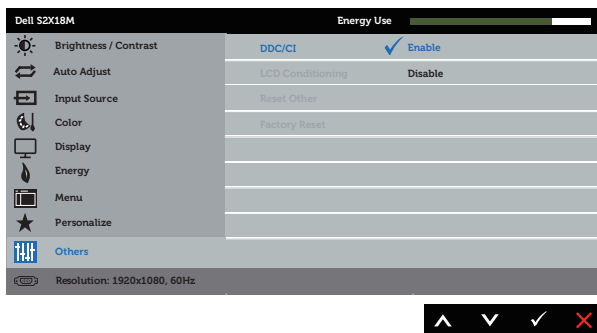 Dell S2X18M Energy Use
Brightness / Contrast DDC/CI Enable
Auto Adjust LCD Conditioning Disable
Input Source Reset Other
Color Factory Reset
Display
Energy
Menu
Personalize
Others
Resolution: 1920x1080, 60Hz